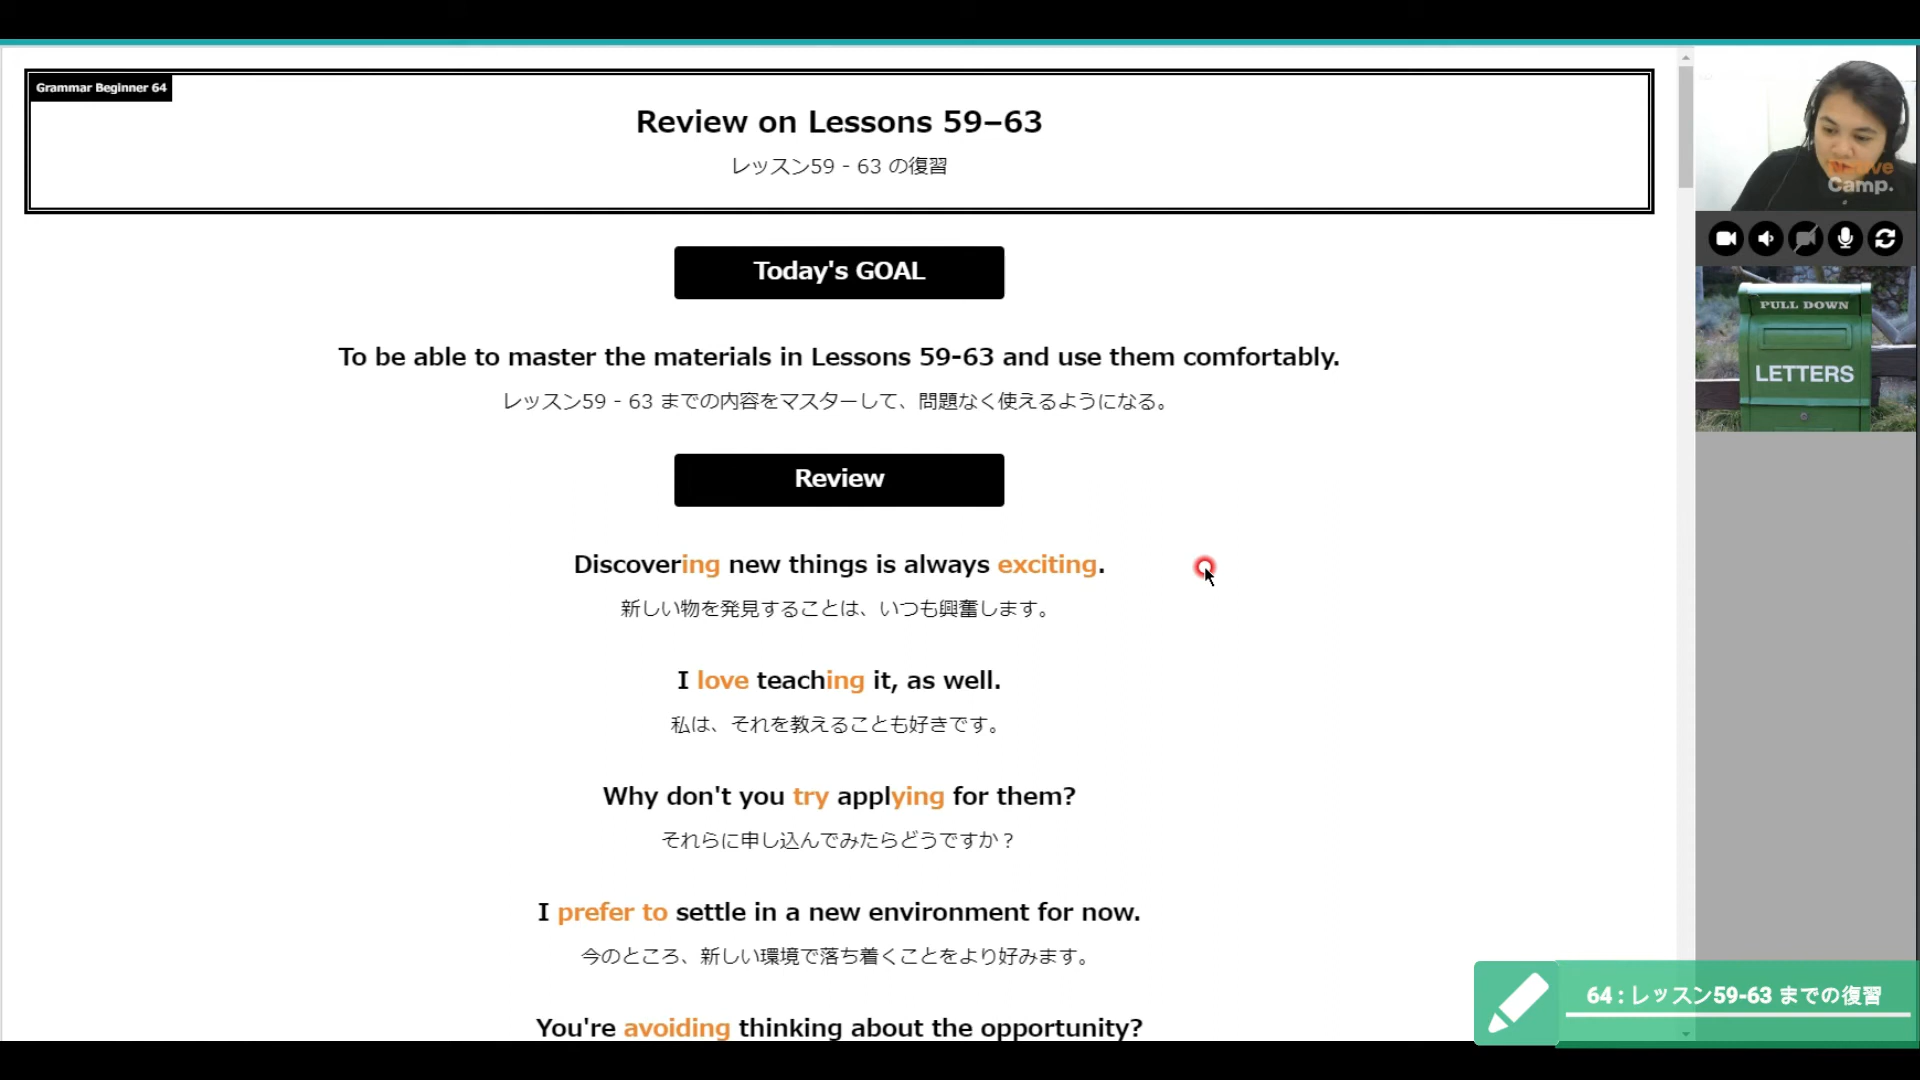 Grammar Beginner 64
Review on Lessons 59–63
レッスン59 - 63 の復習
Today's GOAL
To be able to master the materials in Lessons 59-63 and use them comfortably.
レッスン59 - 63 までの内容をマスターして、問題なく使えるようになる。
Review
Discovering new things is always exciting.
新しい物を発見することは、いつも興奮します。
I love teaching it, as well.
私は、それを教えることも好きです。
Why don't you try applying for them?
それらに申し込んでみたらどうですか？
I prefer to settle in a new environment for now.
今のところ、新しい環境で落ち着くことをより好みます。
You're avoiding thinking about the opportunity?
Native
Camp.
PULL DOWN
LETTERS
64 : レッスン59-63 までの復習